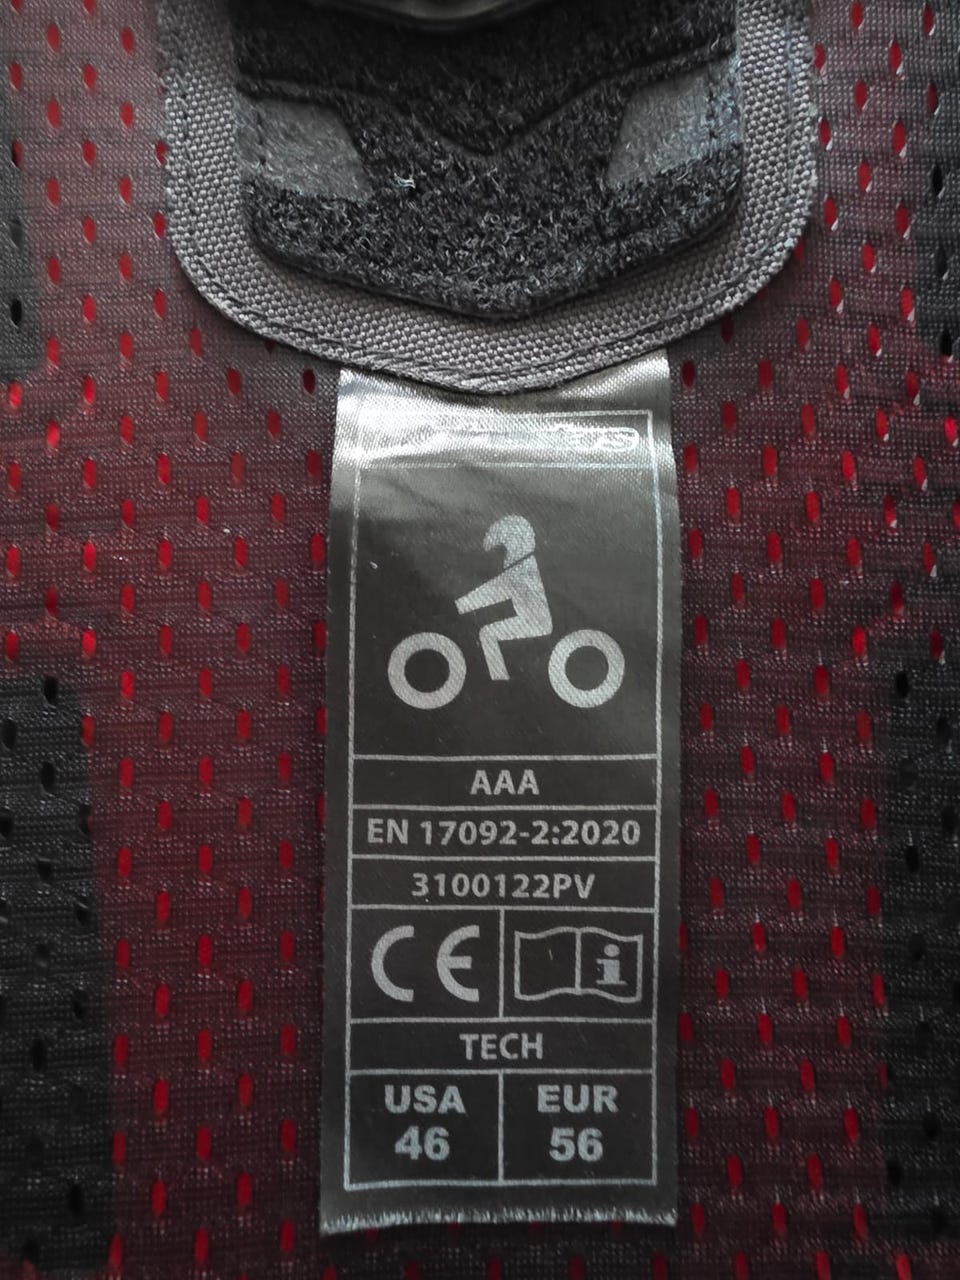 AAA
EN 17092-2:2020
3100122PV
CE
i
TECH
USA EUR
46 56